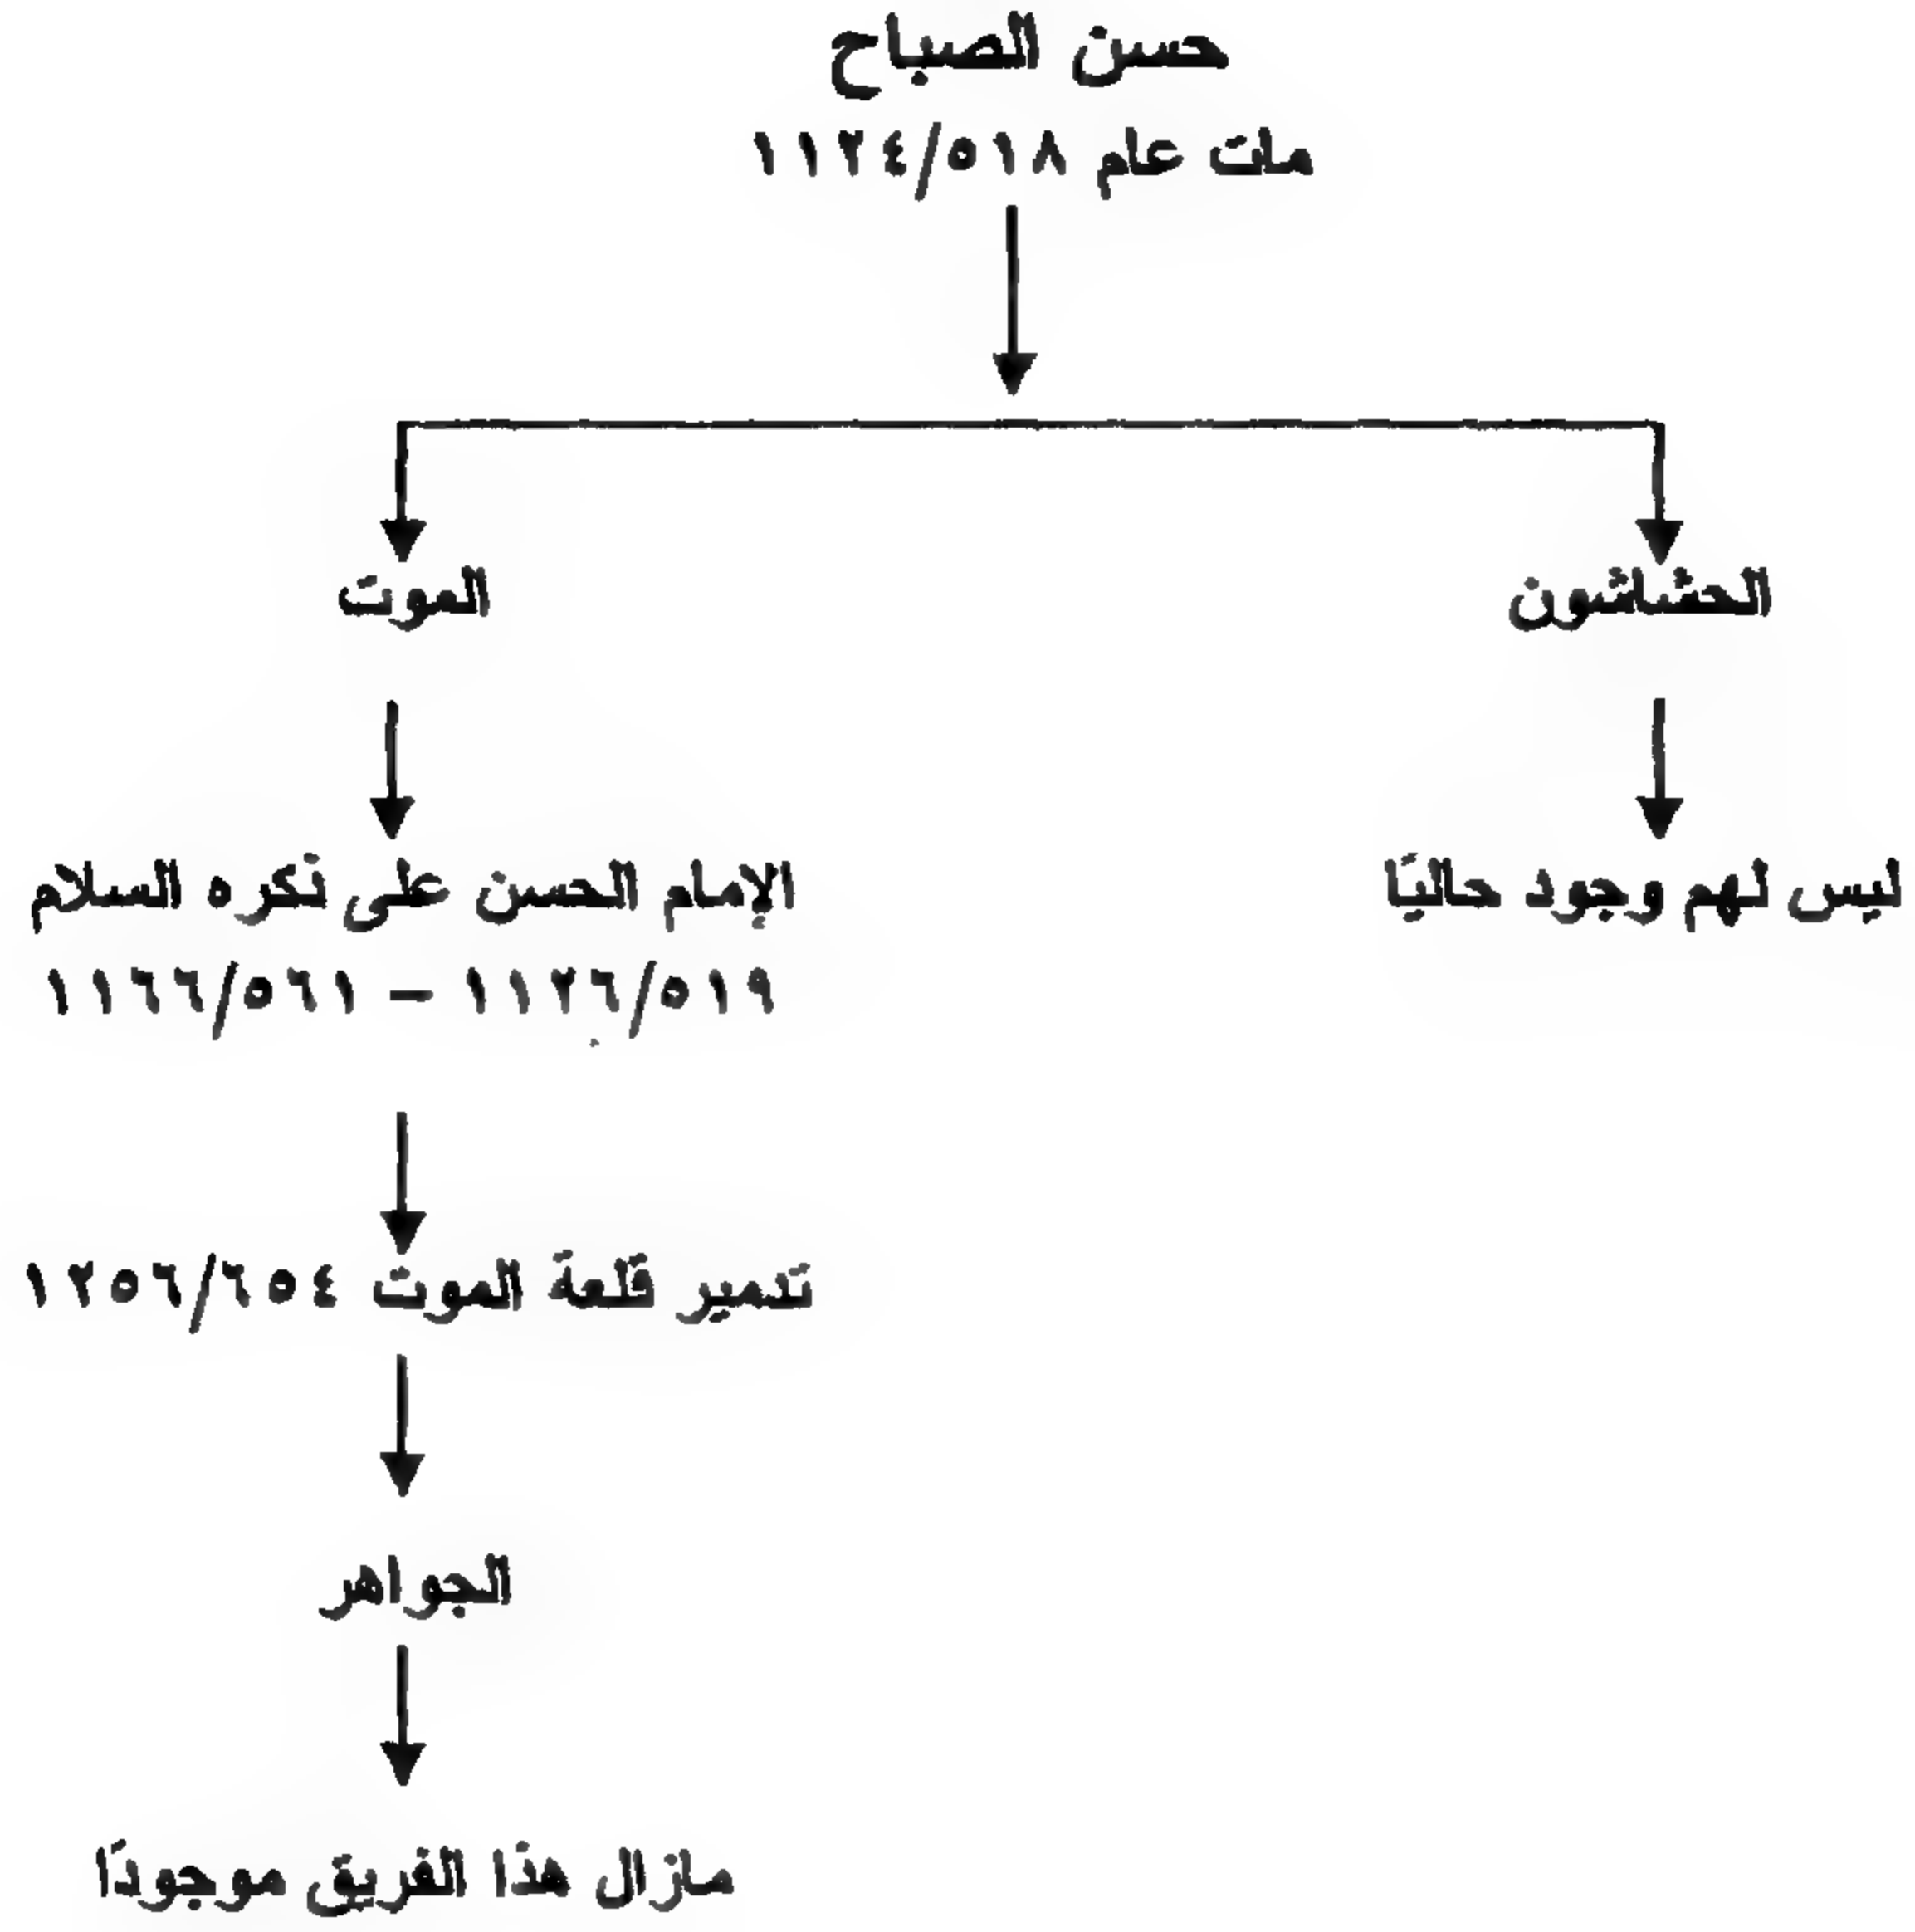 حسن الصباح
مات عام ٥١٨/١١٢٤
الحشاشون
الموت
ليس لهم وجود حاليًا
الإمام الحسن على ذكره السلام
٥١٩/١١٢٦ – ٥٦١/١١٦٦
تدمير قلعة الموت ٦٥٤/١٢٥٦
الجواهر
مازال هذا الفريق موجودًا